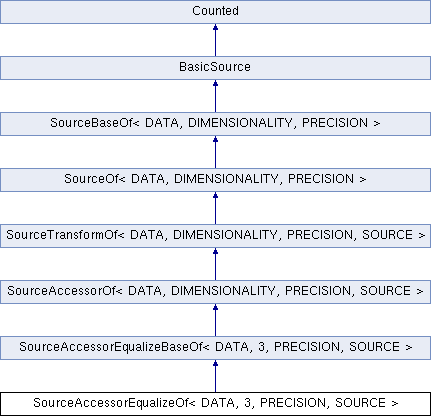 Counted
BasicSource
SourceBaseOf< DATA, DIMENSIONALITY, PRECISION >
SourceOf< DATA, DIMENSIONALITY, PRECISION >
SourceTransformOf< DATA, DIMENSIONALITY, PRECISION, SOURCE >
SourceAccessorOf< DATA, DIMENSIONALITY, PRECISION, SOURCE >
SourceAccessorEqualizeBaseOf< DATA, 3, PRECISION, SOURCE >
SourceAccessorEqualizeOf< DATA, 3, PRECISION, SOURCE >